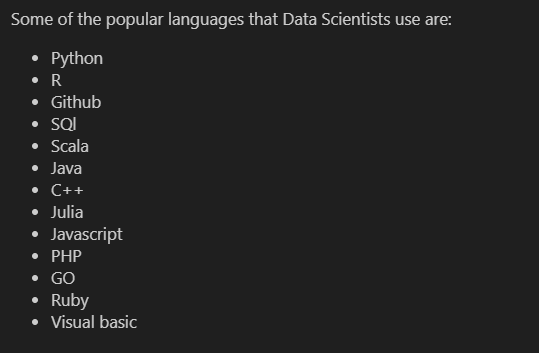 Some of the popular languages that Data Scientists use are:
• Python
• R
• Github
• SQl
• Scala
• Java
• C++
• Julia
• Javascript
• PHP
• GO
• Ruby
• Visual basic